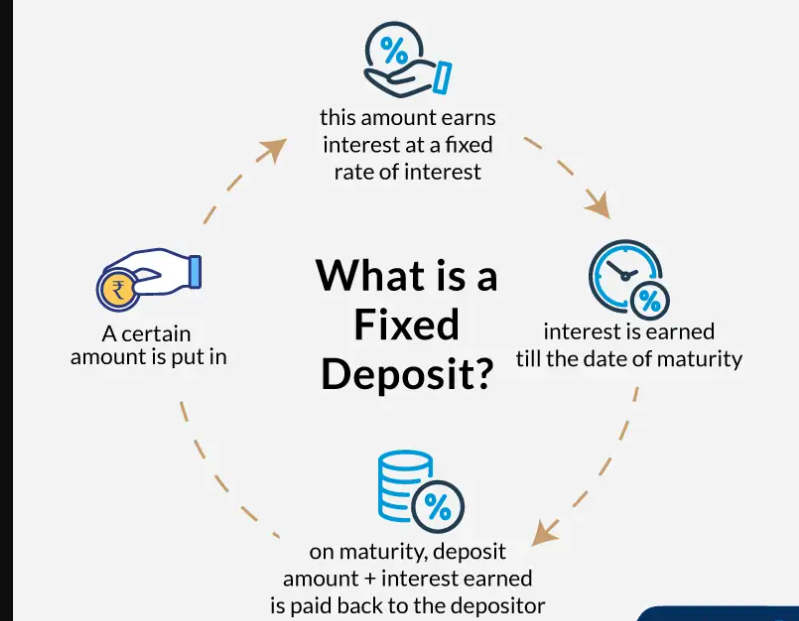 %
this amount earns
interest at a fixed
rate of interest
₹
A certain
amount is put in
What is a
Fixed
Deposit?
%
interest is earned
till the date of maturity
%
on maturity, deposit
amount + interest earned
is paid back to the depositor